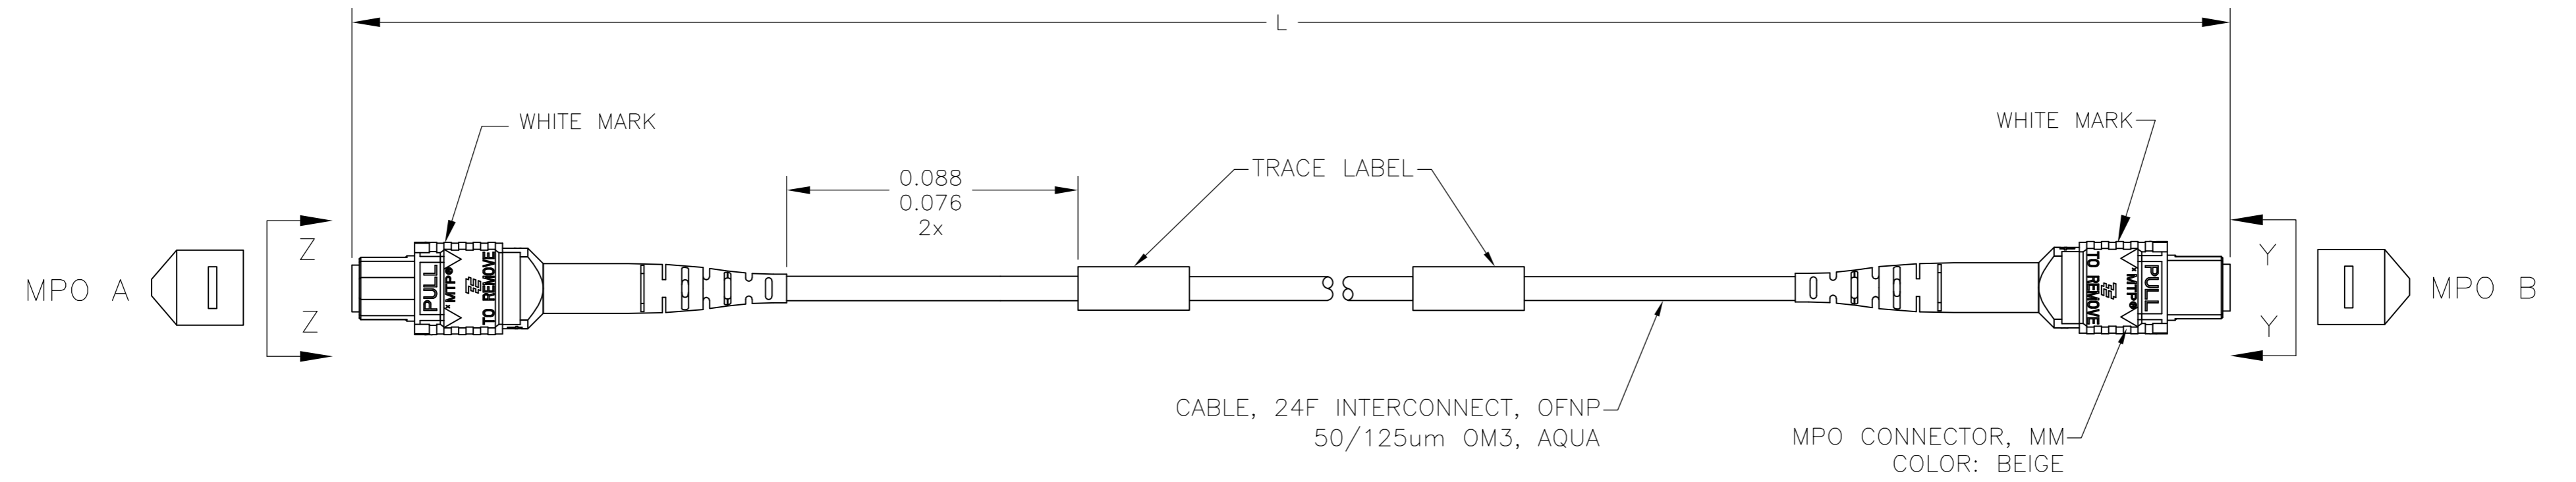 L
WHITE MARK
WHITE MARK
TRACE LABEL
0.088
0.076
2x
Z
Z
Y
Y
MPO A
MPO B
PULL
MTP®
TO REMOVE
TO REMOVE
MTP®
PULL
CABLE, 24F INTERCONNECT, OFNP
50/125um OM3, AQUA
MPO CONNECTOR, MM
COLOR: BEIGE